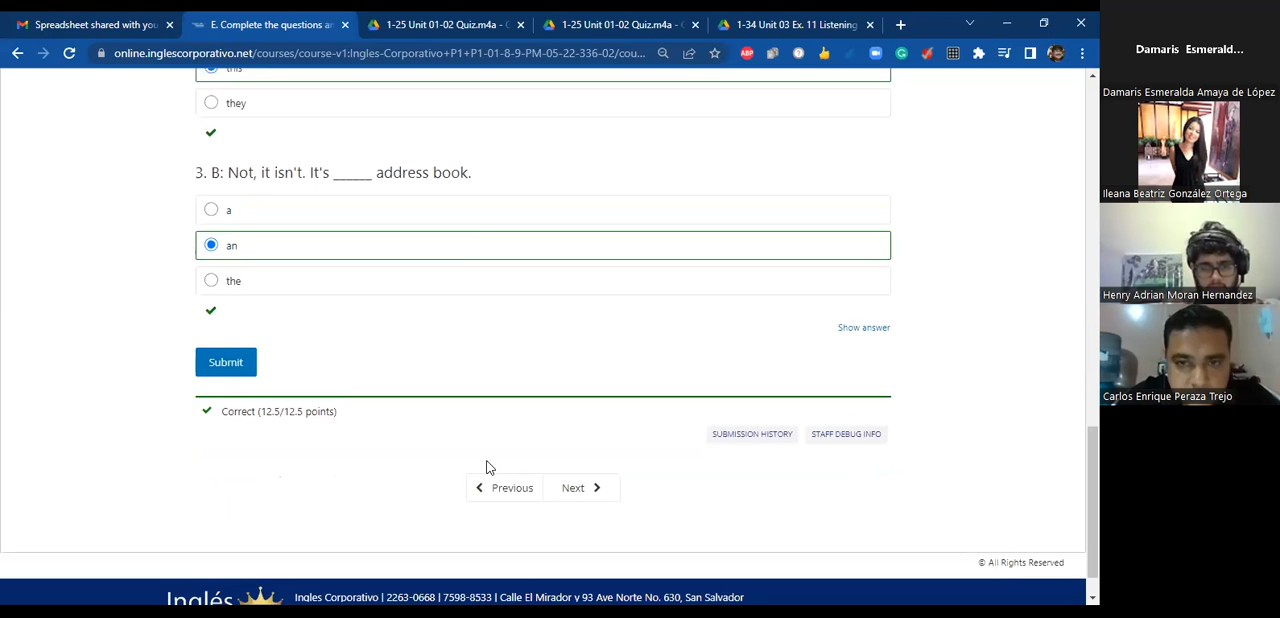 Spreadsheet shared with you
E. Complete the questions a
1-25 Unit 01-02 Quiz.m4a -
1-25 Unit 01-02 Quiz.m4a -
1-34 Unit 03 Ex. 11 Listening
online.inglescorporativo.net/courses/course-v1:Ingles-Corporativo+P1+P1-01-8-9-PM-05-22-336-02/cou...
ABP
this
they
3. B: Not, it isn't. It's ______ address book.
a
an
the
Show answer
Submit
Correct (12.5/12.5 points)
SUBMISSION HISTORY
STAFF DEBUG INFO
Previous
Next
© All Rights Reserved
Inglés
Ingles Corporativo | 2263-0668 | 7598-8533 | Calle El Mirador y 93 Ave Norte No. 630, San Salvador
Damaris Esmerald...
Damaris Esmeralda Amaya de López
Ileana Beatriz González Ortega
Henry Adrian Moran Hernandez
Carlos Enrique Peraza Trejo